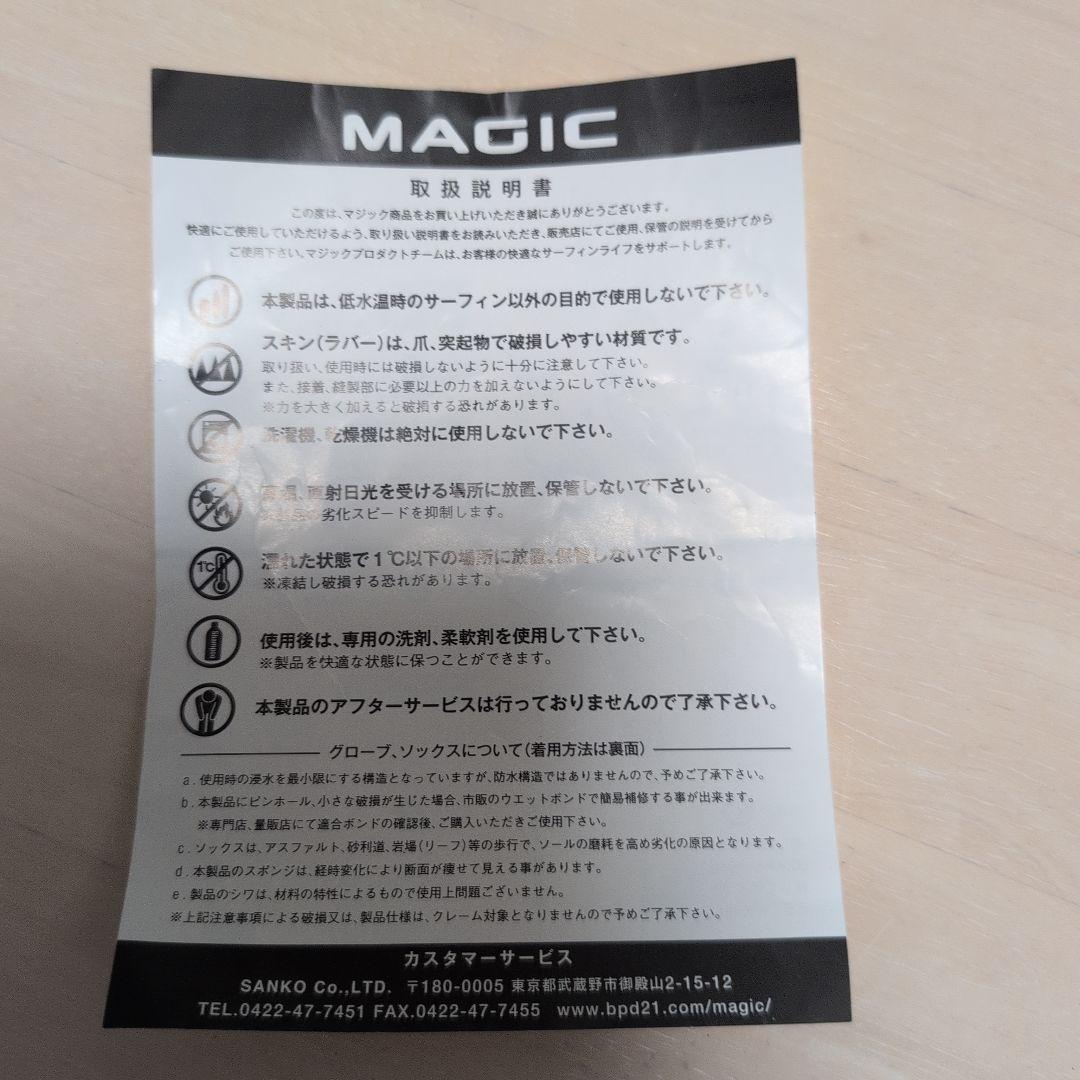 MAGIC
取扱説明書
この度は、マジック商品をお買い上げいただき誠にありがとうございます。
快適にご使用していただけるよう、取り扱い説明書をお読みいただき、販売店にてご使用、保管の説明を受けてから
ご使用下さい。マジックプロダクトチームは、お客様の快適なサーフィンライフをサポートします。
本製品は、低水温時のサーフィン以外の目的で使用しないで下さい。
スキン(ラバー)は、爪、突起物で破損しやすい材質です。
取り扱い、使用時には破損しないように十分に注意して下さい。
また、接着、縫製部に必要以上の力を加えないようにして下さい。
※力を大きく加えると破損する恐れがあります。
洗濯機、乾燥機は絶対に使用しないで下さい。
直射日光を受ける場所に放置、保管しないで下さい。
劣化スピードを抑制します。
1℃
濡れた状態で1℃以下の場所に放置、保管しないで下さい。
※凍結し破損する恐れがあります。
使用後は、専用の洗剤、柔軟剤を使用して下さい。
※製品を快適な状態に保つことができます。
本製品のアフターサービスは行っておりませんので了承下さい。
グローブ、ソックスについて(着用方法は裏面)
a.使用時の浸水を最小限にする構造となっていますが、防水構造ではありませんので、予めご了承下さい。
b.本製品にピンホール、小さな破損が生じた場合、市販のウエットボンドで簡易補修する事が出来ます。
※専門店、量販店にて適合ボンドの確認後、ご購入いただきご使用下さい。
c.ソックスは、アスファルト、砂利道、岩場(リーフ)等の歩行で、ソールの磨耗を高め劣化の原因となります。
d.本製品のスポンジは、経時変化により断面が痩せて見える事があります。
e.製品のシワは、材料の特性によるもので使用上問題ございません。
※上記注意事項による破損又は、製品仕様は、クレーム対象となりませんので予めご了承下さい。
カスタマーサービス
SANKO Co.,LTD. 〒180-0005 東京都武蔵野市御殿山2-15-12
TEL.0422-47-7451 FAX.0422-47-7455 www.bpd21.com/magic/